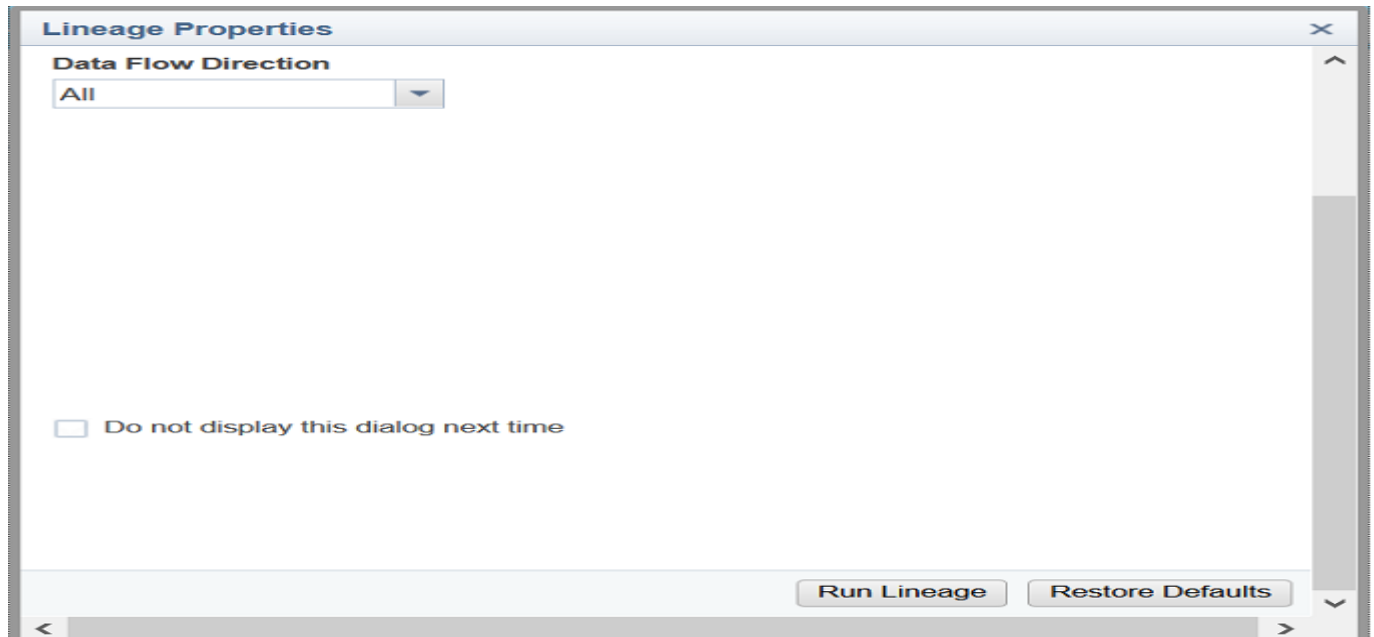 Lineage Properties
Data Flow Direction
All
Do not display this dialog next time
Run Lineage Restore Defaults